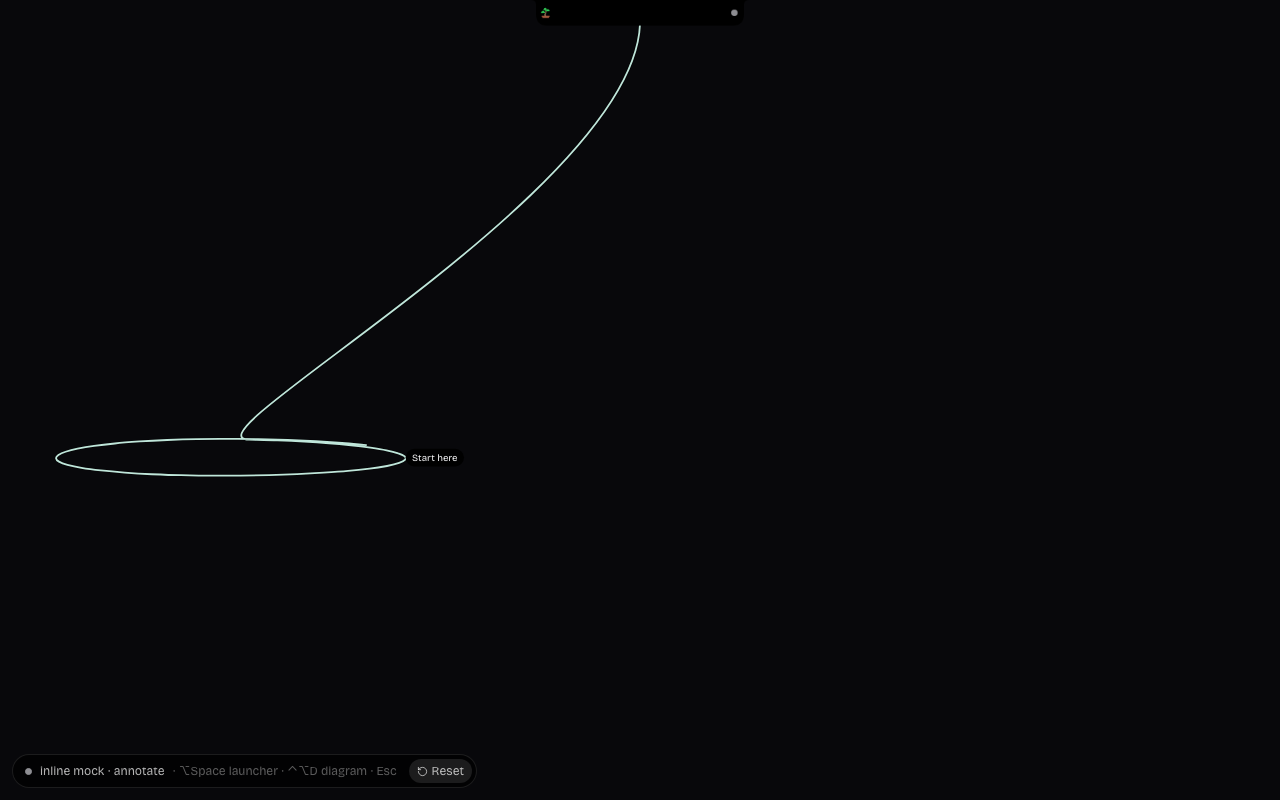 Start here
inline mock · annotate · ⌥Space launcher · ^⌥D diagram · Esc Reset